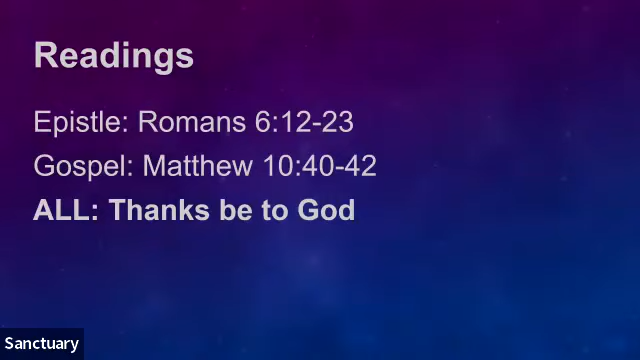 Readings
Epistle: Romans 6:12-23
Gospel: Matthew 10:40-42
ALL: Thanks be to God
Sanctuary